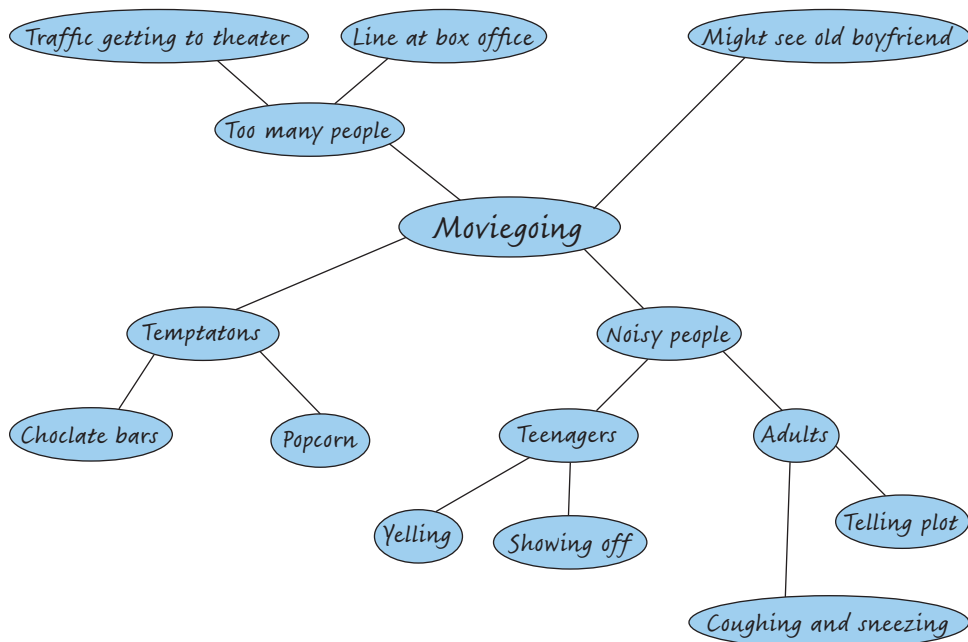 Traffic getting to theater
Line at box office
Might see old boyfriend
Too many people
Moviegoing
Temptatons
Noisy people
Choclate bars
Popcorn
Teenagers
Adults
Yelling
Showing off
Telling plot
Coughing and sneezing